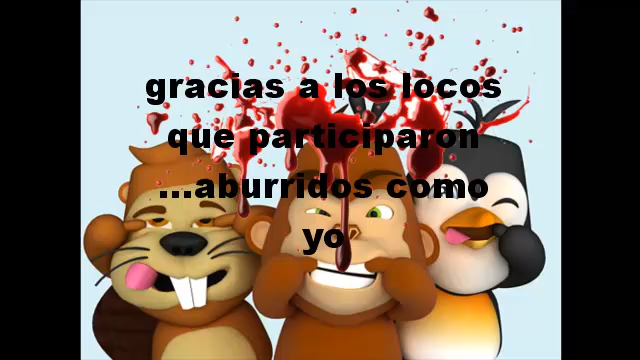 gracias a los locos
que participaron
...aburridos como
yo